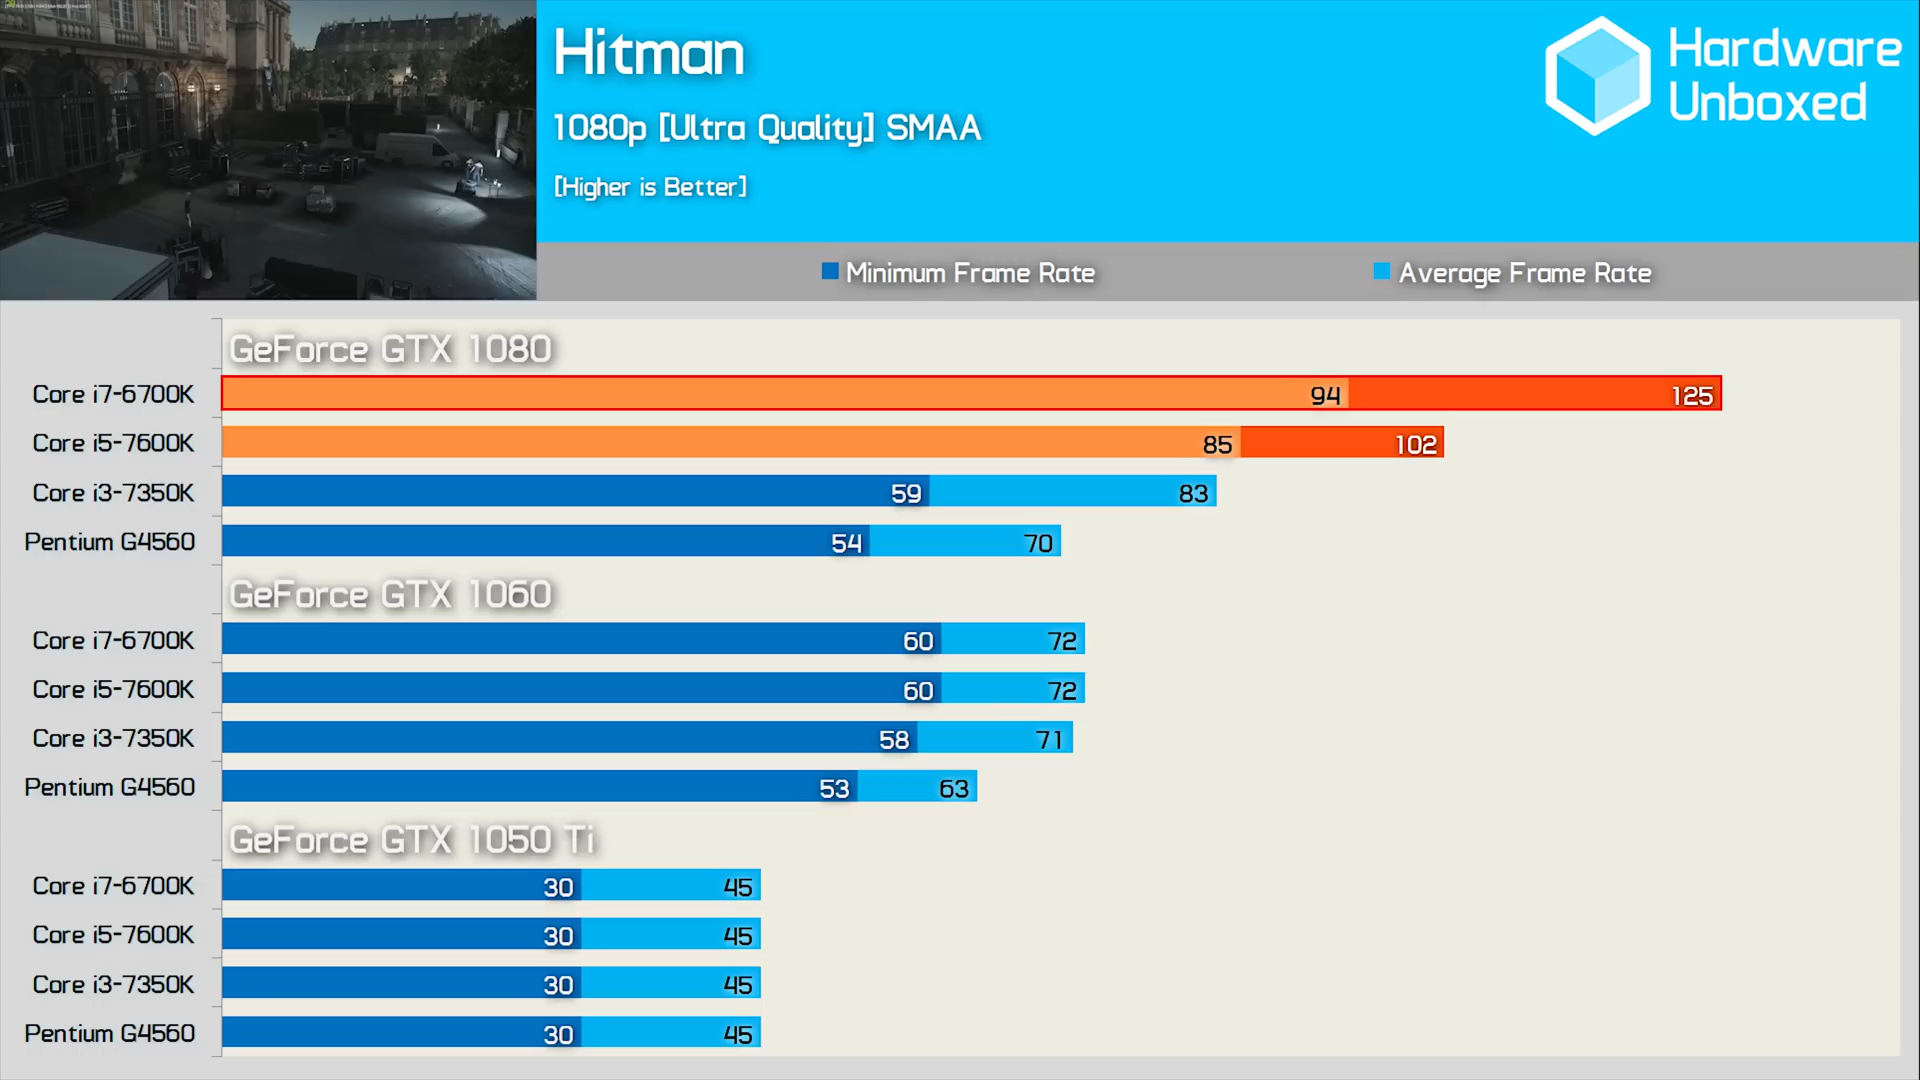 Hitman
1080p [Ultra Quality] SMAA
[Higher is Better]
Hardware
Unboxed
Minimum Frame Rate
Average Frame Rate
GeForce GTX 1080
Core i7-6700K 94 125
Core i5-7600K 85 102
Core i3-7350K 59 83
Pentium G4560 54 70
GeForce GTX 1060
Core i7-6700K 60 72
Core i5-7600K 60 72
Core i3-7350K 58 71
Pentium G4560 53 63
GeForce GTX 1050 Ti
Core i7-6700K 30 45
Core i5-7600K 30 45
Core i3-7350K 30 45
Pentium G4560 30 45